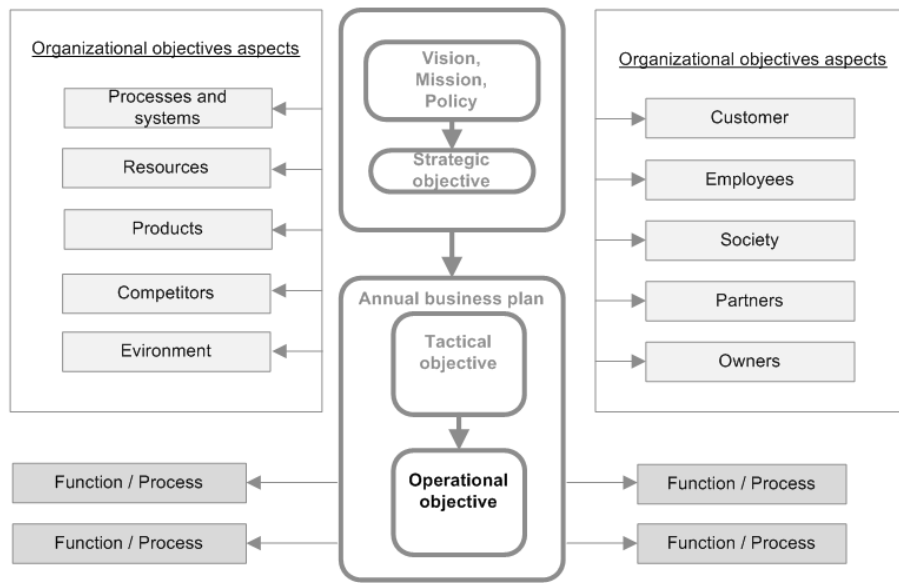 Organizational objectives aspects
Processes and
systems
Resources
Products
Competitors
Evironment
Vision,
Mission,
Policy
Strategic
objective
Annual business plan
Tactical
objective
Operational
objective
Organizational objectives aspects
Customer
Employees
Society
Partners
Owners
Function / Process
Function / Process
Function / Process
Function / Process